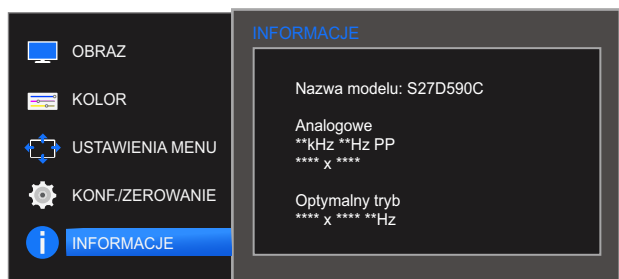 OBRAZ
KOLOR
USTAWIENIA MENU
KONF./ZEROWANIE
INFORMACJE
INFORMACJE
Nazwa modelu: S27D590C
Analogowe
**kHz **Hz PP
**** x ****
Optymalny tryb
**** x **** **Hz